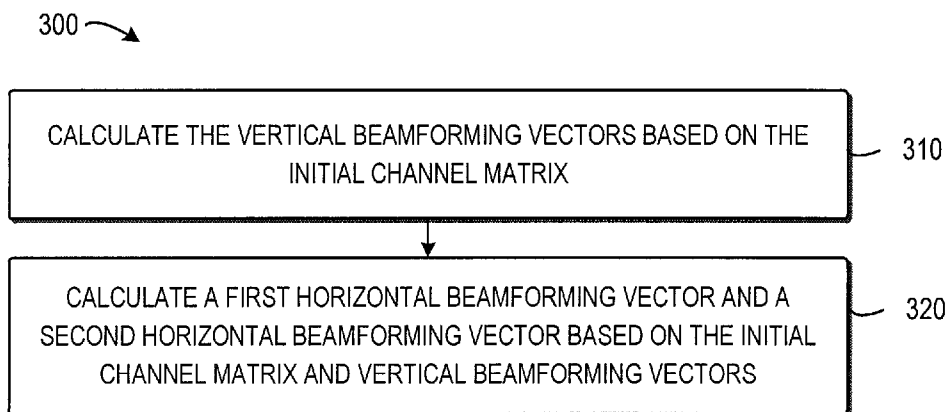 300
CALCULATE THE VERTICAL BEAMFORMING VECTORS BASED ON THE
INITIAL CHANNEL MATRIX
310
CALCULATE A FIRST HORIZONTAL BEAMFORMING VECTOR AND A
SECOND HORIZONTAL BEAMFORMING VECTOR BASED ON THE INITIAL
CHANNEL MATRIX AND VERTICAL BEAMFORMING VECTORS
320